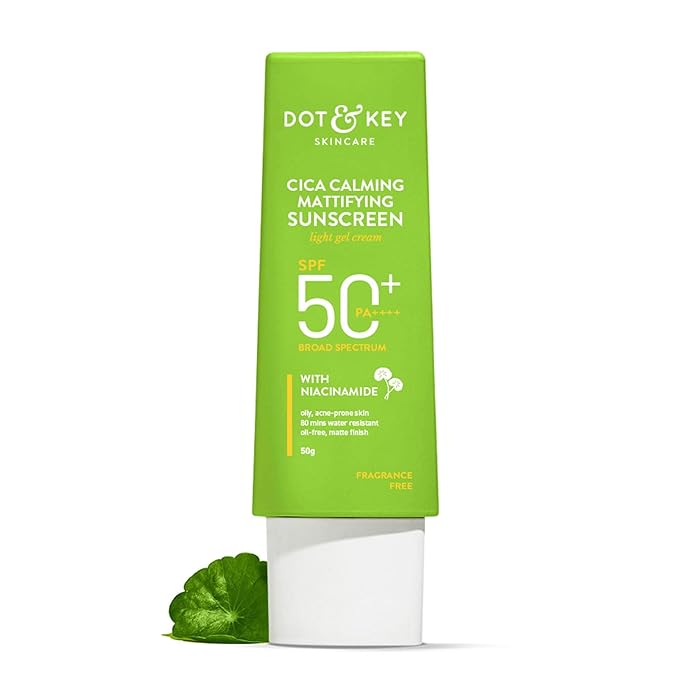 DOT & KEY
SKINCARE
CICA CALMING
MATTIFYING
SUNSCREEN
light gel cream
SPF
50+
PA++++
BROAD SPECTRUM
WITH
NIACINAMIDE
oily, acne-prone skin
80 mins water resistant
oil-free, matte finish
50g
FRAGRANCE
FREE